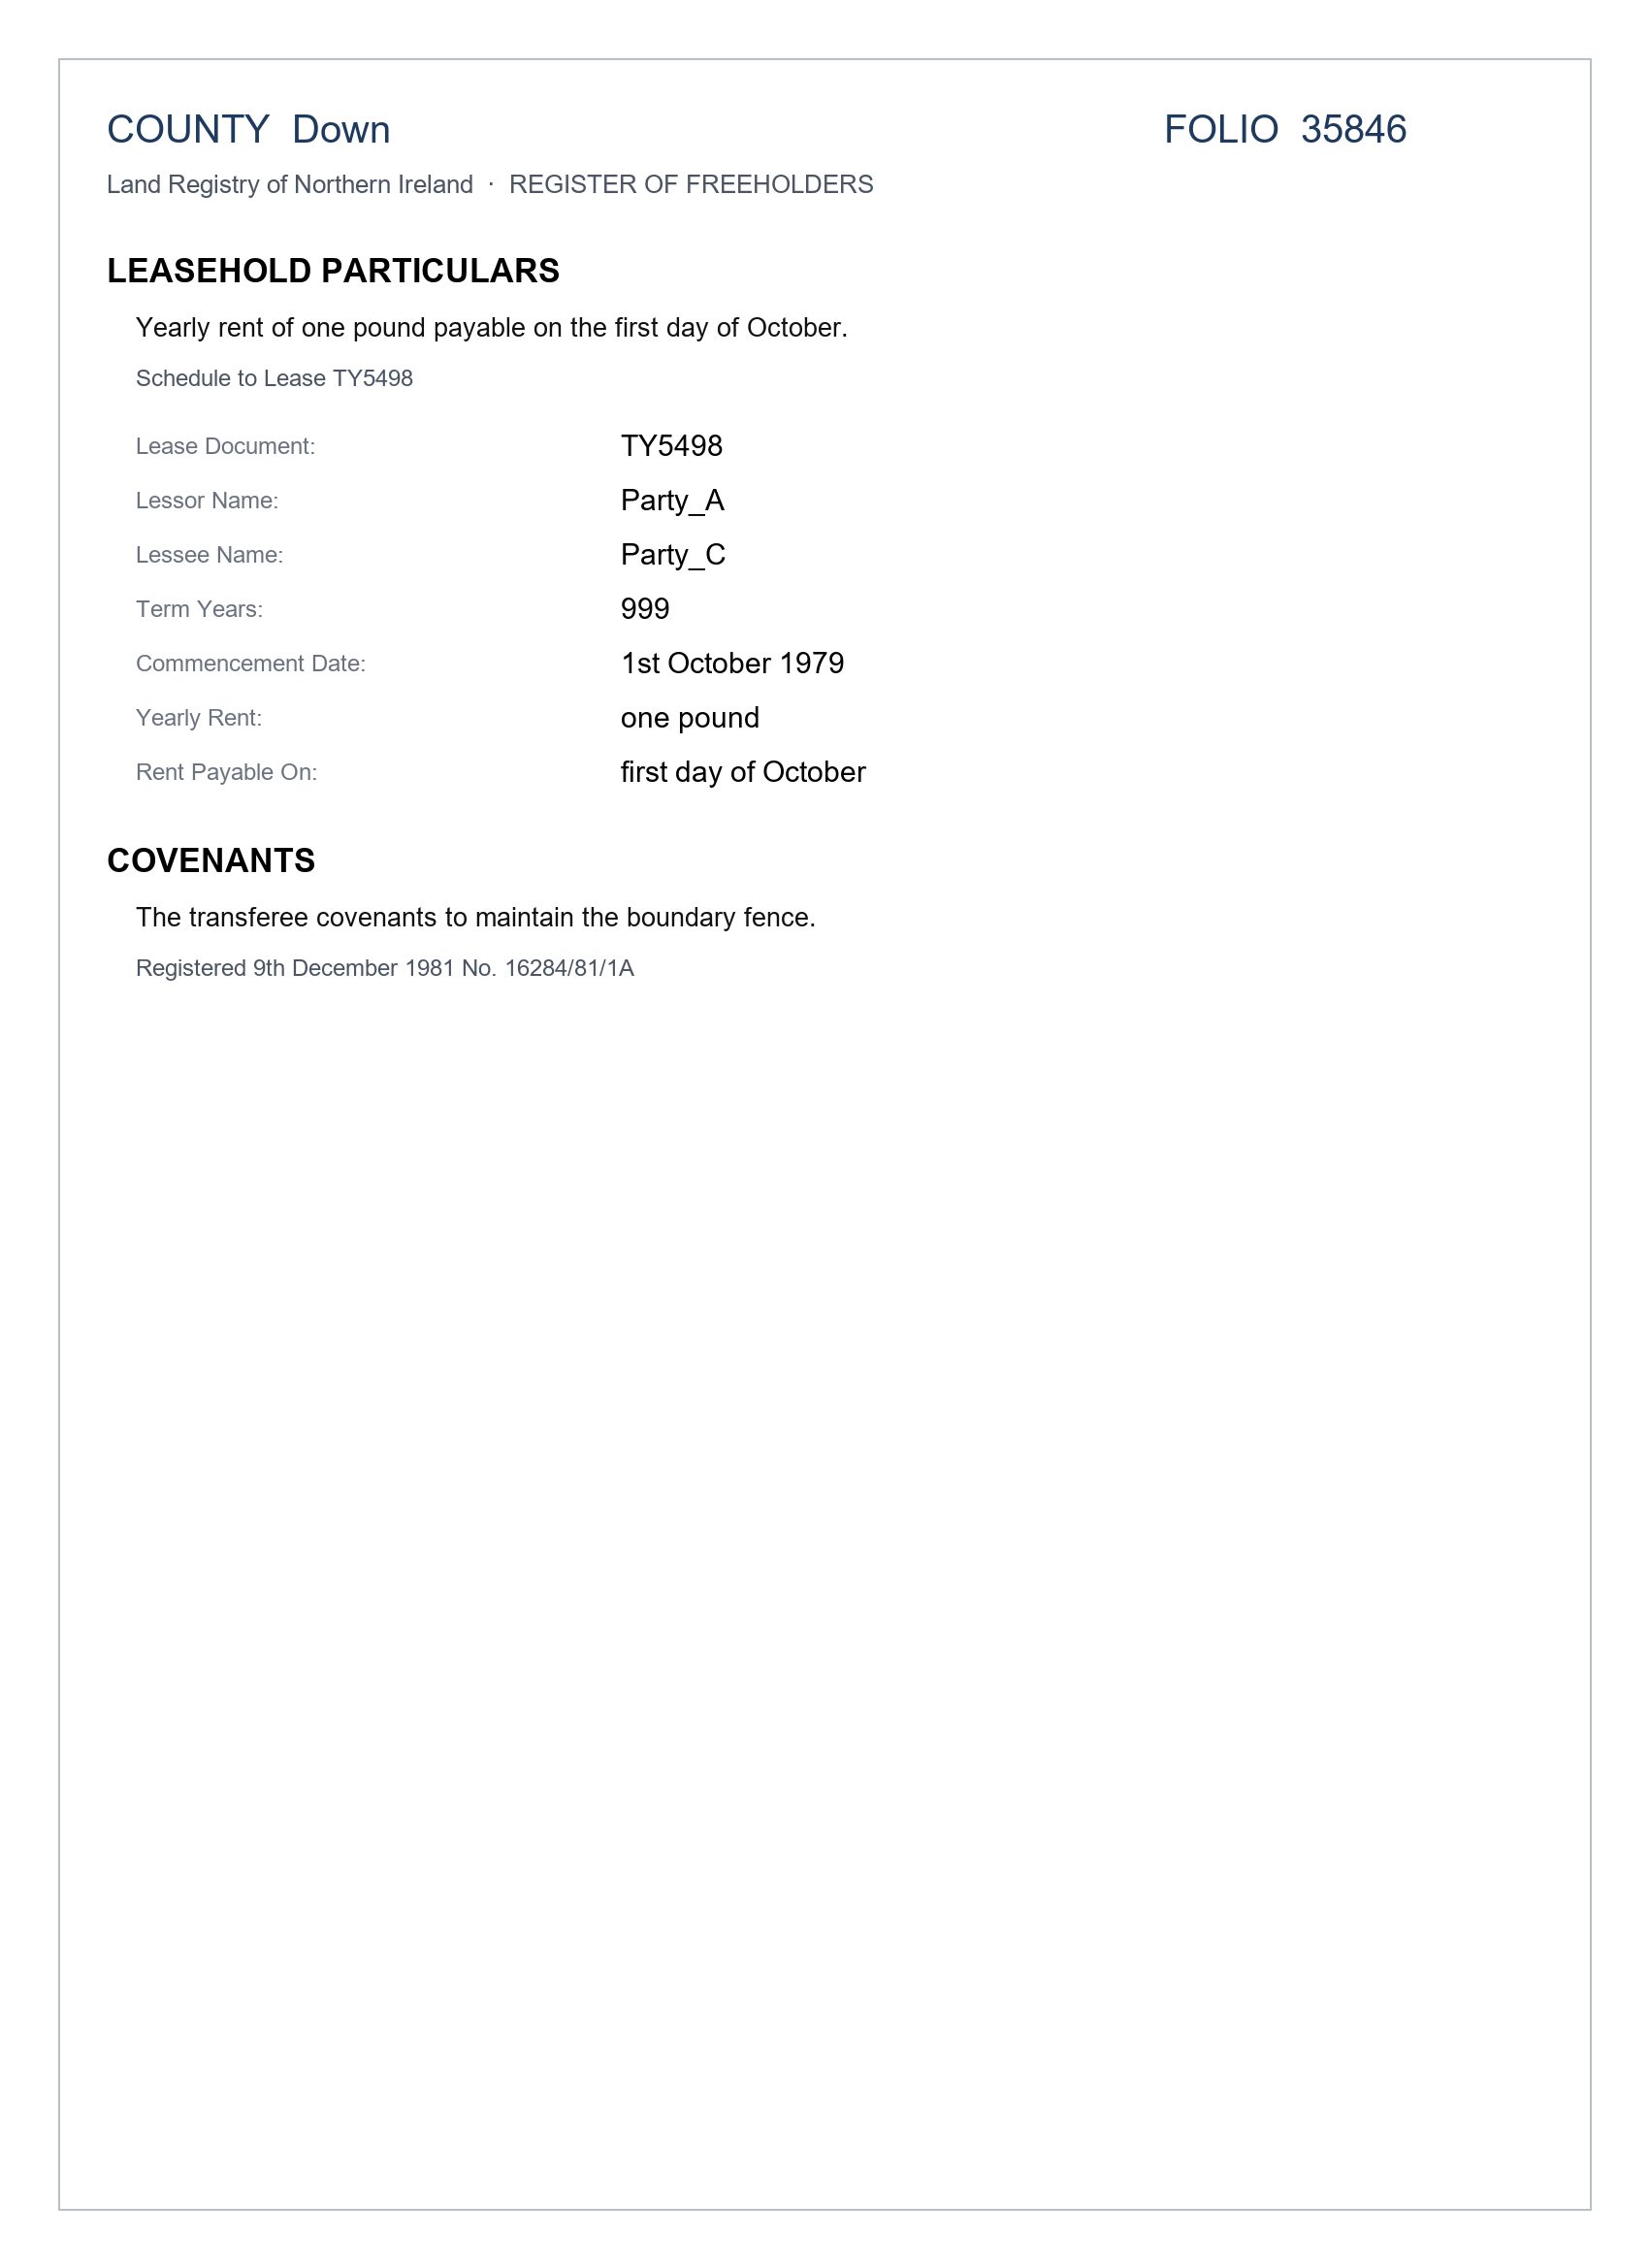 COUNTY Down FOLIO 35846
Land Registry of Northern Ireland · REGISTER OF FREEHOLDERS
LEASEHOLD PARTICULARS
Yearly rent of one pound payable on the first day of October.
Schedule to Lease TY5498
Lease Document: TY5498
Lessor Name: Party_A
Lessee Name: Party_C
Term Years: 999
Commencement Date: 1st October 1979
Yearly Rent: one pound
Rent Payable On: first day of October
COVENANTS
The transferee covenants to maintain the boundary fence.
Registered 9th December 1981 No. 16284/81/1A